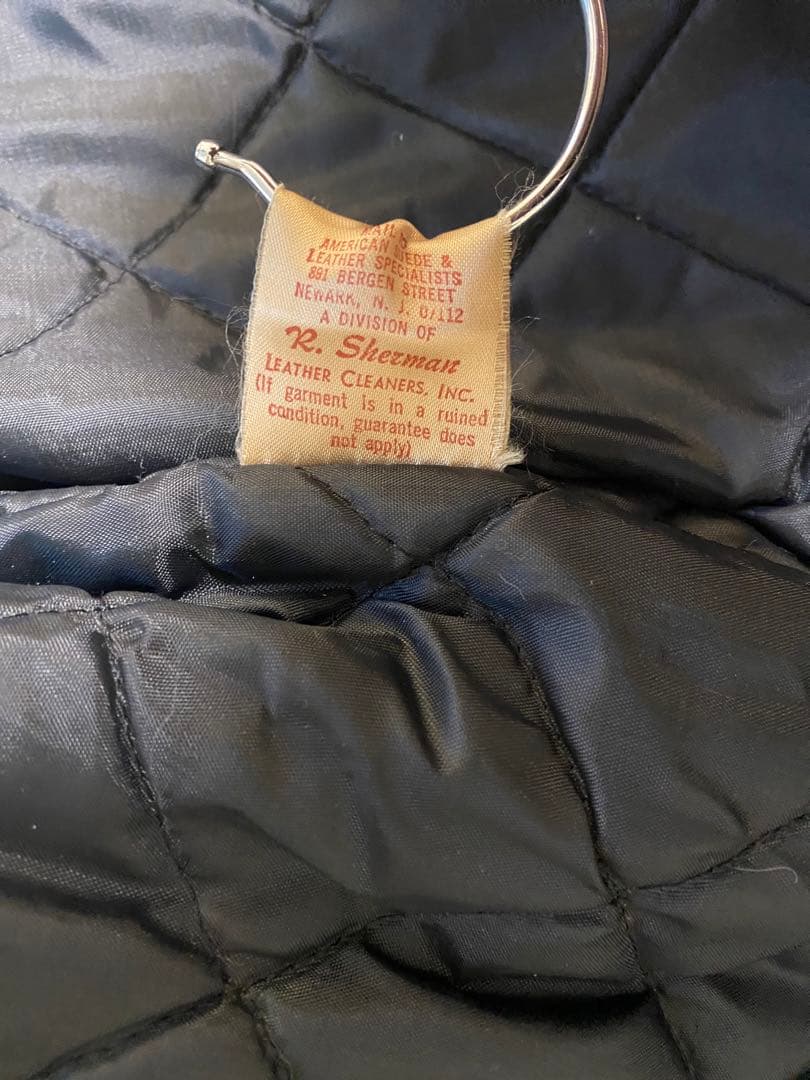 AMERICAN SUEDE &
LEATHER SPECIALISTS
891 BERGEN STREET
NEWARK, N. J. 07112
A DIVISION OF
R. Sherman
LEATHER CLEANERS, INC.
(If garment is in a ruined
condition, guarantee does
not apply)